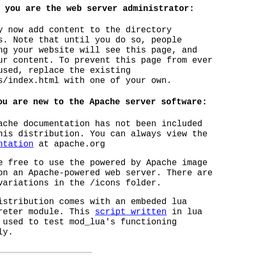 you are the web server administrator:
now add content to the directory
s. Note that until you do so, people
ng your website will see this page, and
ur content. To prevent this page from ever
used, replace the existing
s/index.html with one of your own.
ou are new to the Apache server software:
ache documentation has not been included
his distribution. You can always view the
ntation at apache.org
e free to use the powered by Apache image
on an Apache-powered web server. There are
variations in the /icons folder.
istribution comes with an embeded lua
reter module. This script written in lua
used to test mod_lua's functioning
ly.